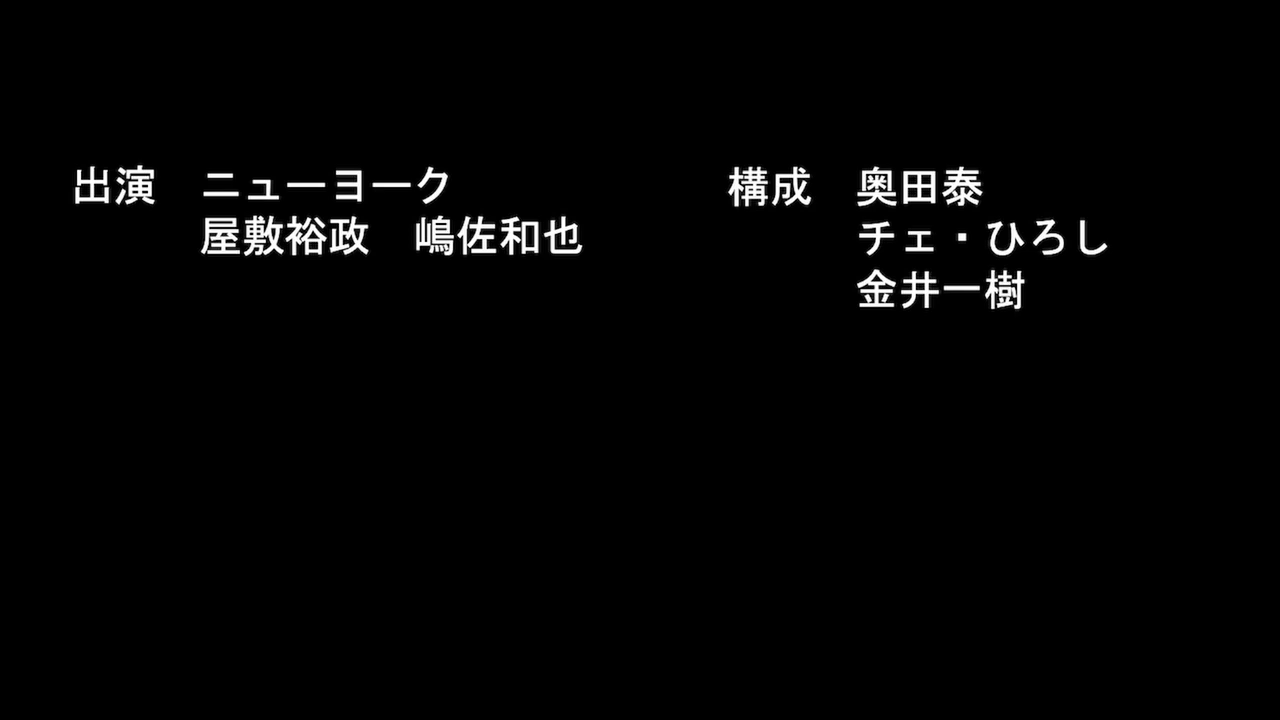 出演　ニューヨーク
屋敷裕政　嶋佐和也
構成　奥田泰
チェ・ひろし
金井一樹